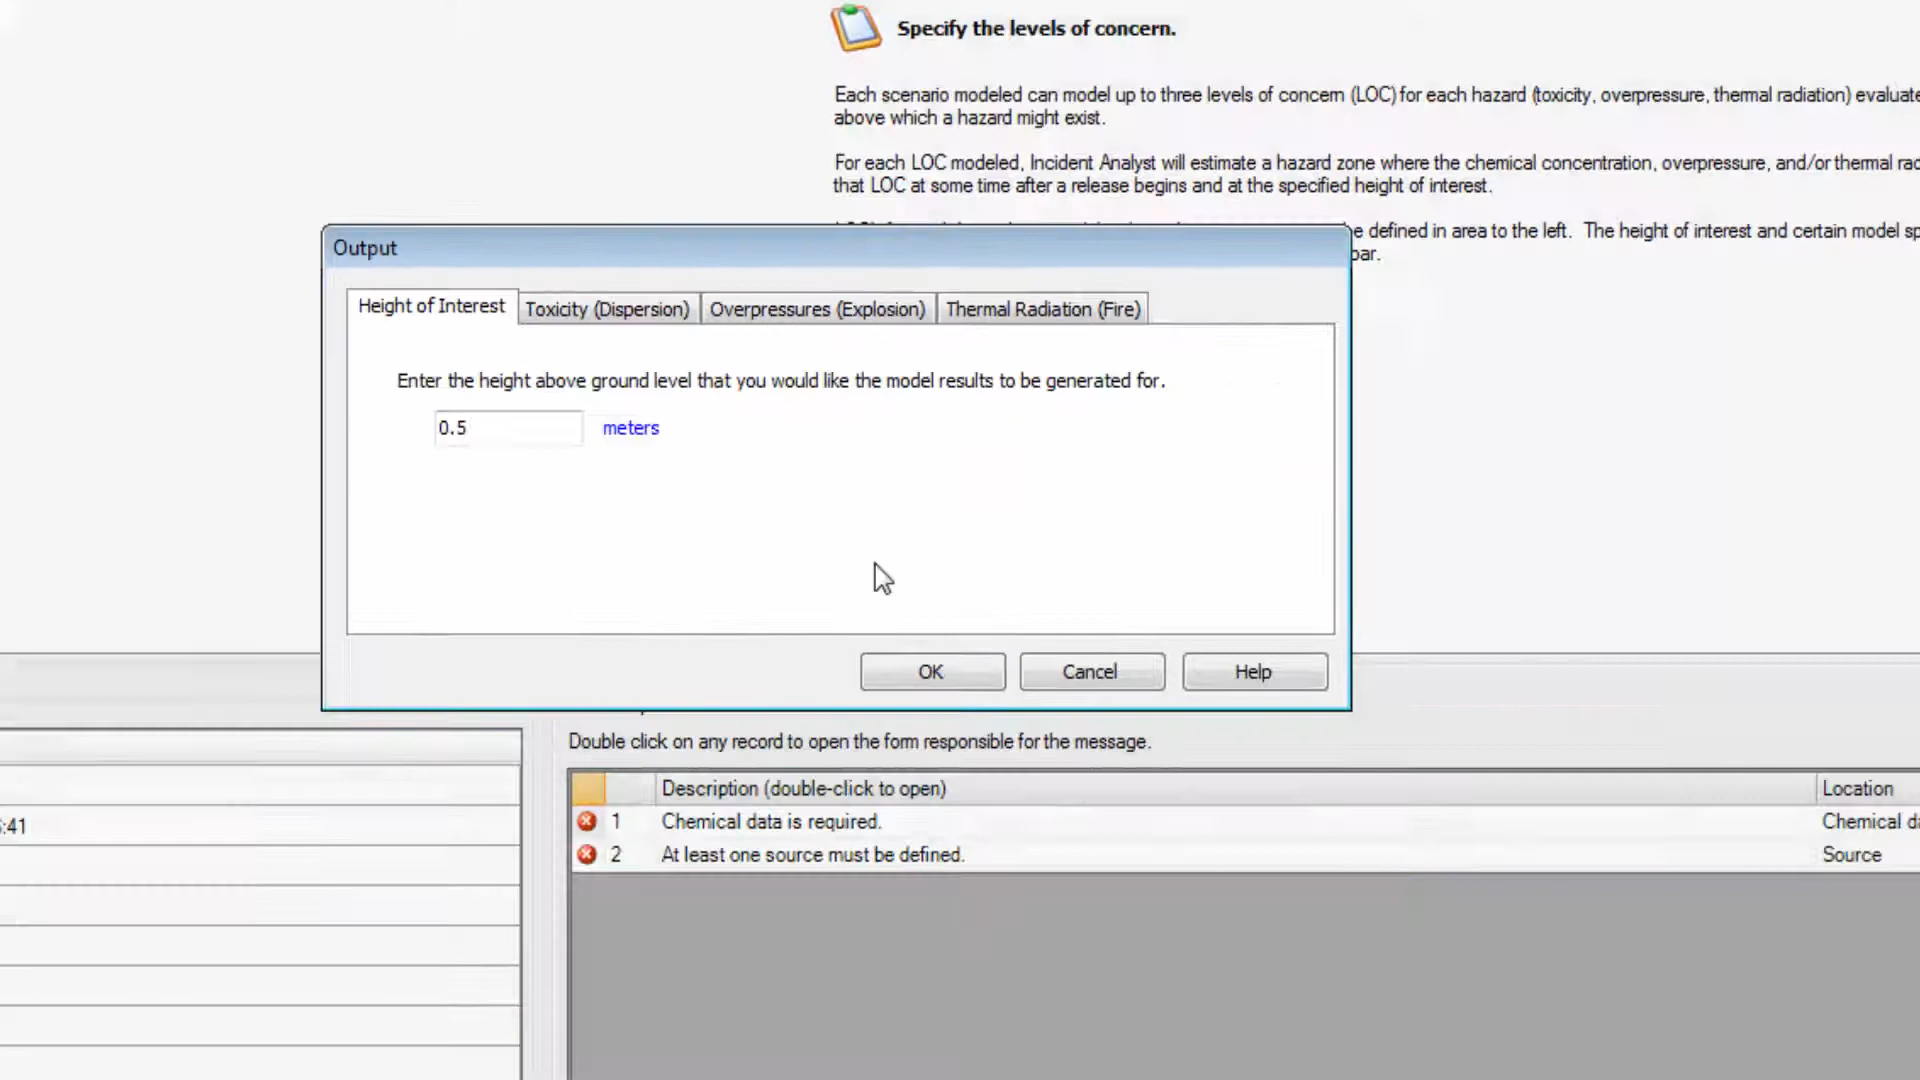 Specify the levels of concern.
Each scenario modeled can model up to three levels of concern (LOC) for each hazard (toxicity, overpressure, thermal radiation)
above which a hazard might exist.
For each LOC modeled, Incident Analyst will estimate a hazard zone where the chemical concentration, overpressure, and/or thermal
that LOC at some time after a release begins and at the specified height of interest.
be defined in area to the left. The height of interest and certain model
Output
Height of Interest Toxicity (Dispersion) Overpressures (Explosion) Thermal Radiation (Fire)
Enter the height above ground level that you would like the model results to be generated for.
0.5 meters
OK Cancel Help
Double click on any record to open the form responsible for the message.
Description (double-click to open) Location
:41
1 Chemical data is required. Chemical
2 At least one source must be defined. Source